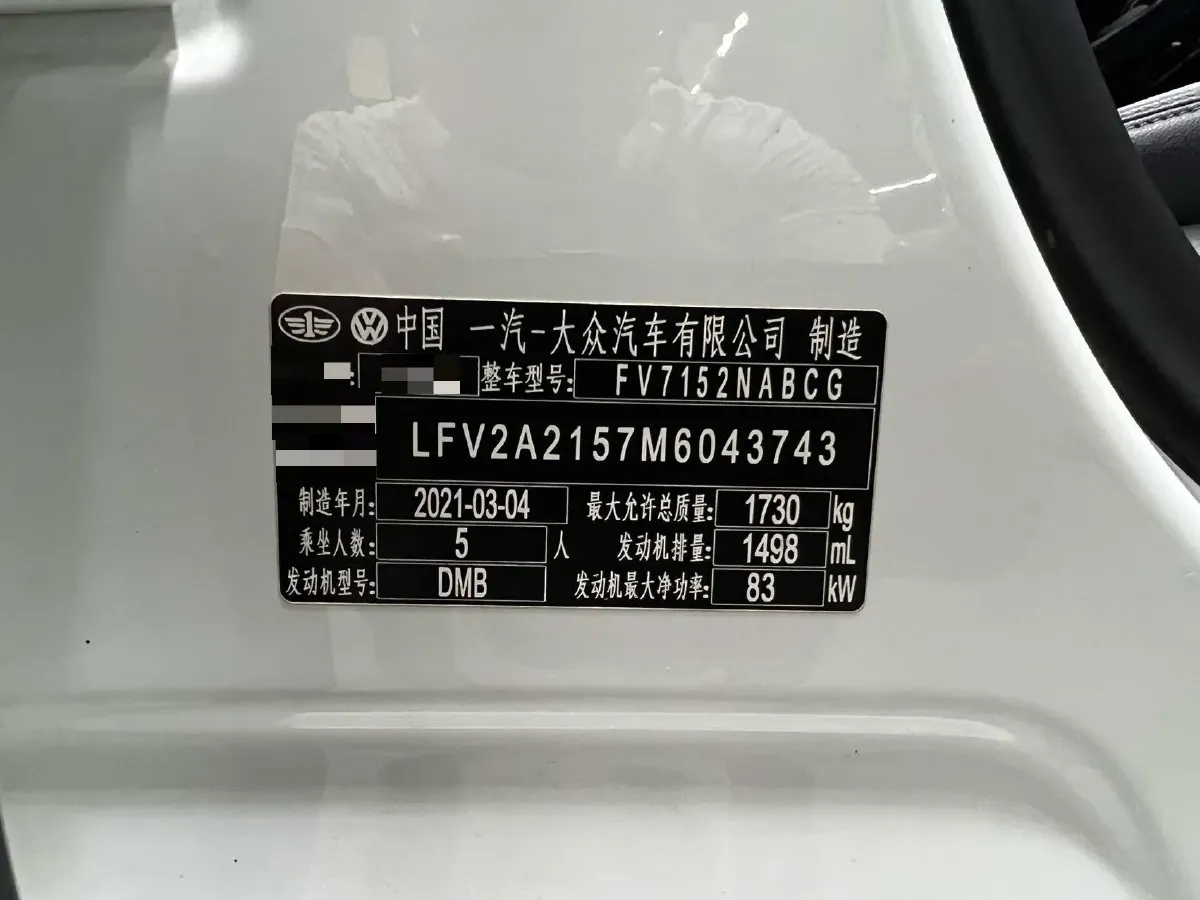 中国 一汽-大众汽车有限公司 制造
: 整车型号: FV7152NABCG
LFV2A2157M6043743
制造年月: 2021-03-04 最大允许总质量: 1730 kg
乘坐人数: 5 人 发动机排量: 1498 mL
发动机型号: DMB 发动机最大净功率: 83 kW